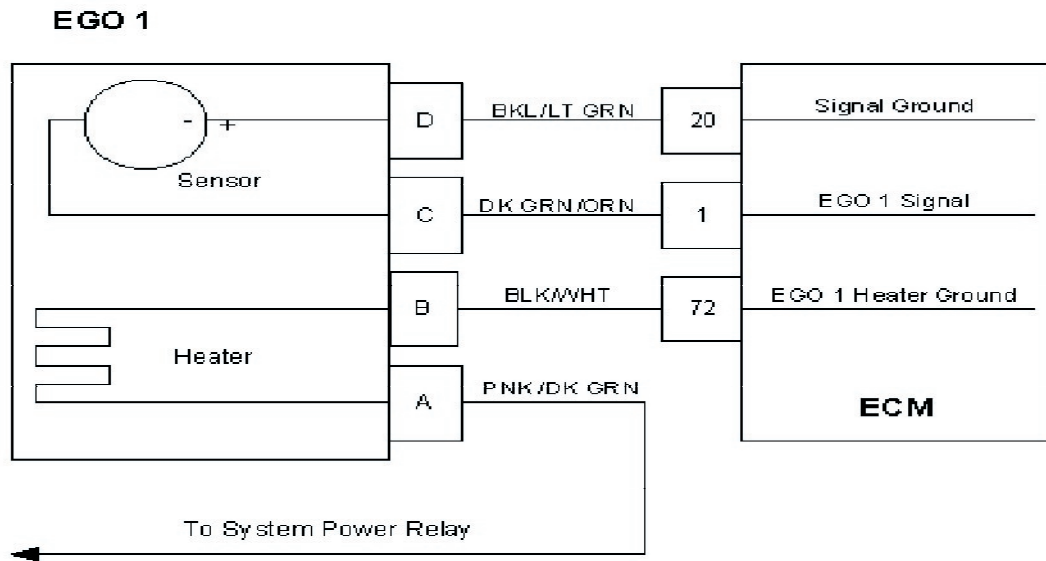 EGO 1
- +
Sensor
D
BKL/LT GRN
20
Signal Ground
C
DK GRN/ORN
1
EGO 1 Signal
B
BLK/WHT
72
EGO 1 Heater Ground
Heater
A
PNK/DK GRN
ECM
To System Power Relay